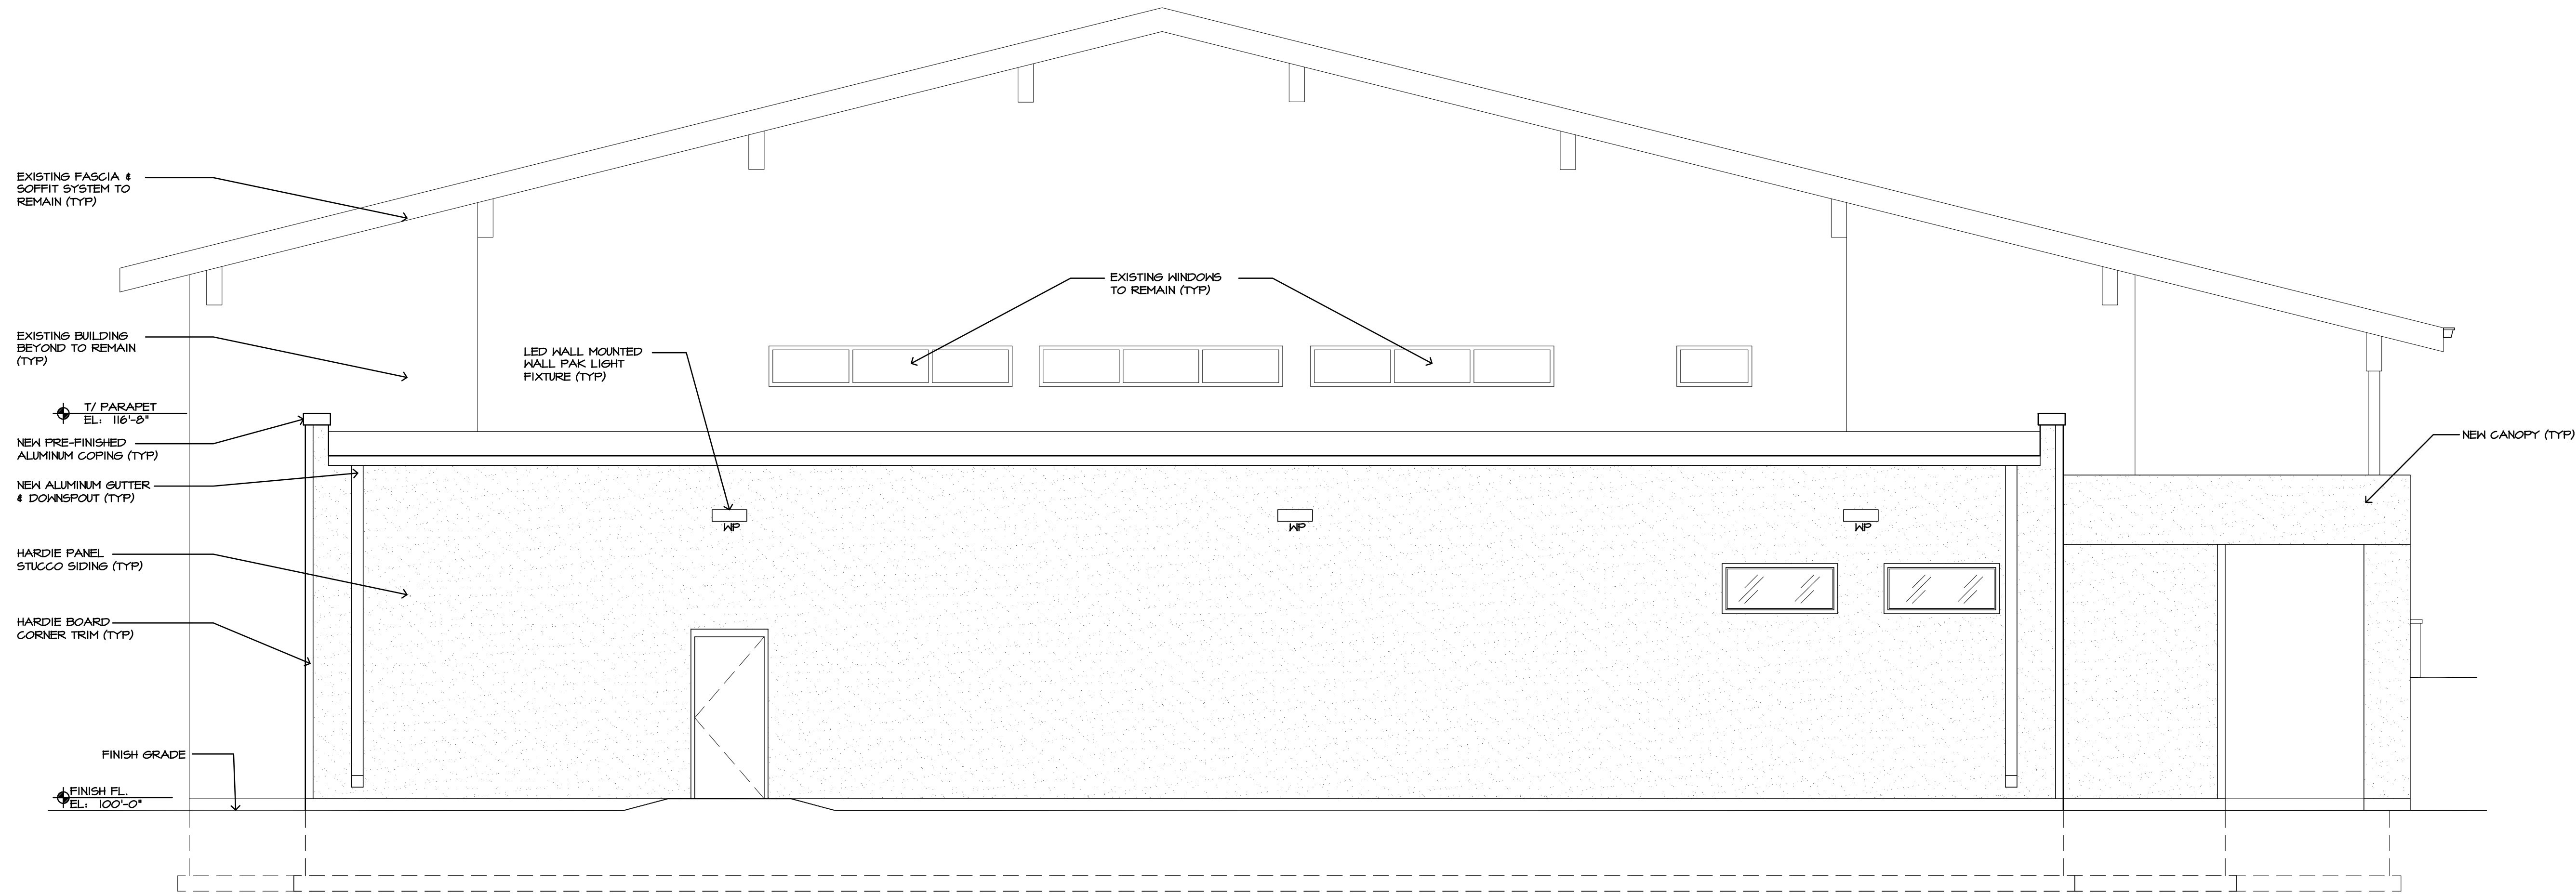 EXISTING FASCIA &
SOFFIT SYSTEM TO
REMAIN (TYP)
EXISTING WINDOWS
TO REMAIN (TYP)
EXISTING BUILDING
BEYOND TO REMAIN
(TYP)
LED WALL MOUNTED
WALL PAK LIGHT
FIXTURE (TYP)
T/ PARAPET
EL: 116'-8"
NEW PRE-FINISHED
ALUMINUM COPING (TYP)
NEW CANOPY (TYP)
NEW ALUMINUM GUTTER
& DOWNSPOUT (TYP)
WP
WP
WP
HARDIE PANEL
STUCCO SIDING (TYP)
HARDIE BOARD
CORNER TRIM (TYP)
FINISH GRADE
FINISH FL.
EL: 100'-0"